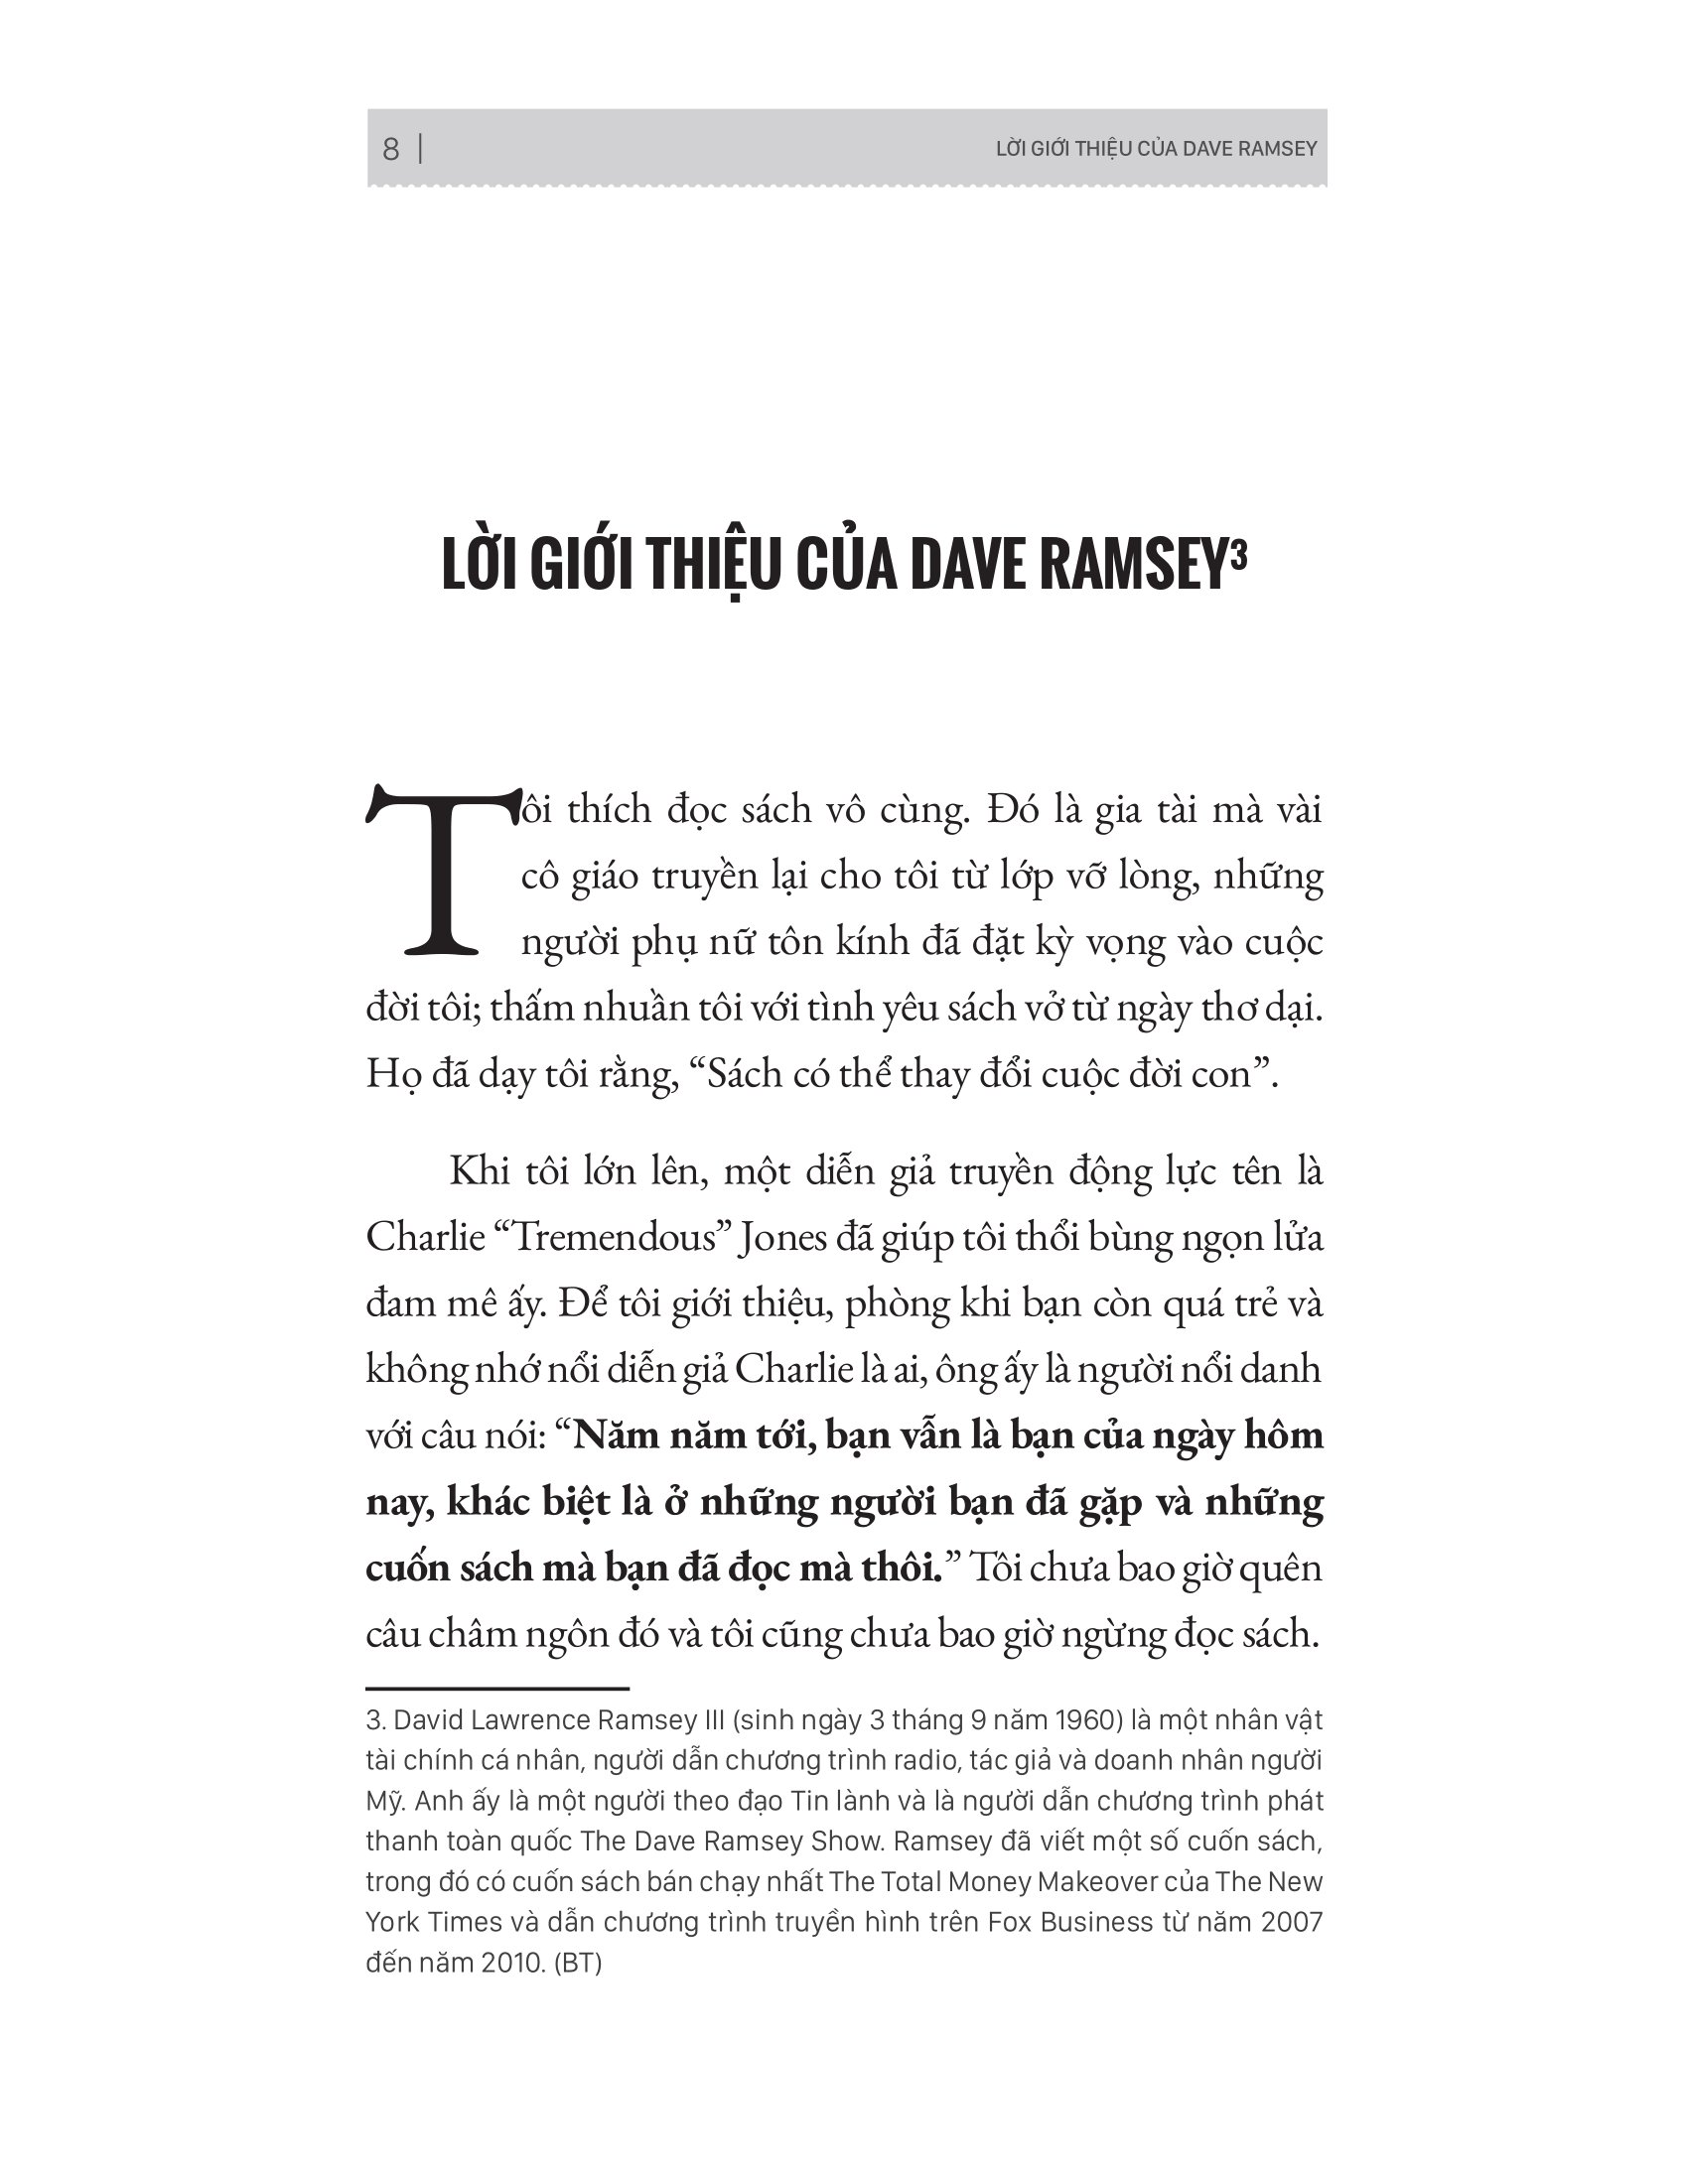 8 |
LỜI GIỚI THIỆU CỦA DAVE RAMSEY
LỜI GIỚI THIỆU CỦA DAVE RAMSEY³
Tôi thích đọc sách vô cùng. Đó là gia tài mà vài
cô giáo truyền lại cho tôi từ lớp vỡ lòng, những
người phụ nữ tôn kính đã đặt kỳ vọng vào cuộc
đời tôi; thấm nhuần tôi với tình yêu sách vở từ ngày thơ dại.
Họ đã dạy tôi rằng, “Sách có thể thay đổi cuộc đời con”.
Khi tôi lớn lên, một diễn giả truyền động lực tên là
Charlie “Tremendous” Jones đã giúp tôi thổi bùng ngọn lửa
đam mê ấy. Để tôi giới thiệu, phòng khi bạn còn quá trẻ và
không nhớ nổi diễn giả Charlie là ai, ông ấy là người nổi danh
với câu nói: “Năm năm tới, bạn vẫn là bạn của ngày hôm
nay, khác biệt là ở những người bạn đã gặp và những
cuốn sách mà bạn đã đọc mà thôi.” Tôi chưa bao giờ quên
câu châm ngôn đó và tôi cũng chưa bao giờ ngừng đọc sách.
3. David Lawrence Ramsey III (sinh ngày 3 tháng 9 năm 1960) là một nhân vật
tài chính cá nhân, người dẫn chương trình radio, tác giả và doanh nhân người
Mỹ. Anh ấy là một người theo đạo Tin lành và là người dẫn chương trình phát
thanh toàn quốc The Dave Ramsey Show. Ramsey đã viết một số cuốn sách,
trong đó có cuốn sách bán chạy nhất The Total Money Makeover của The New
York Times và dẫn chương trình truyền hình trên Fox Business từ năm 2007
đến năm 2010. (BT)